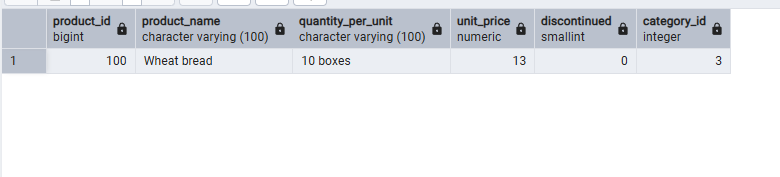 product_id product_name quantity_per_unit unit_price discontinued category_id
bigint character varying (100) character varying (100) numeric smallint integer
1 100 Wheat bread 10 boxes 13 0 3